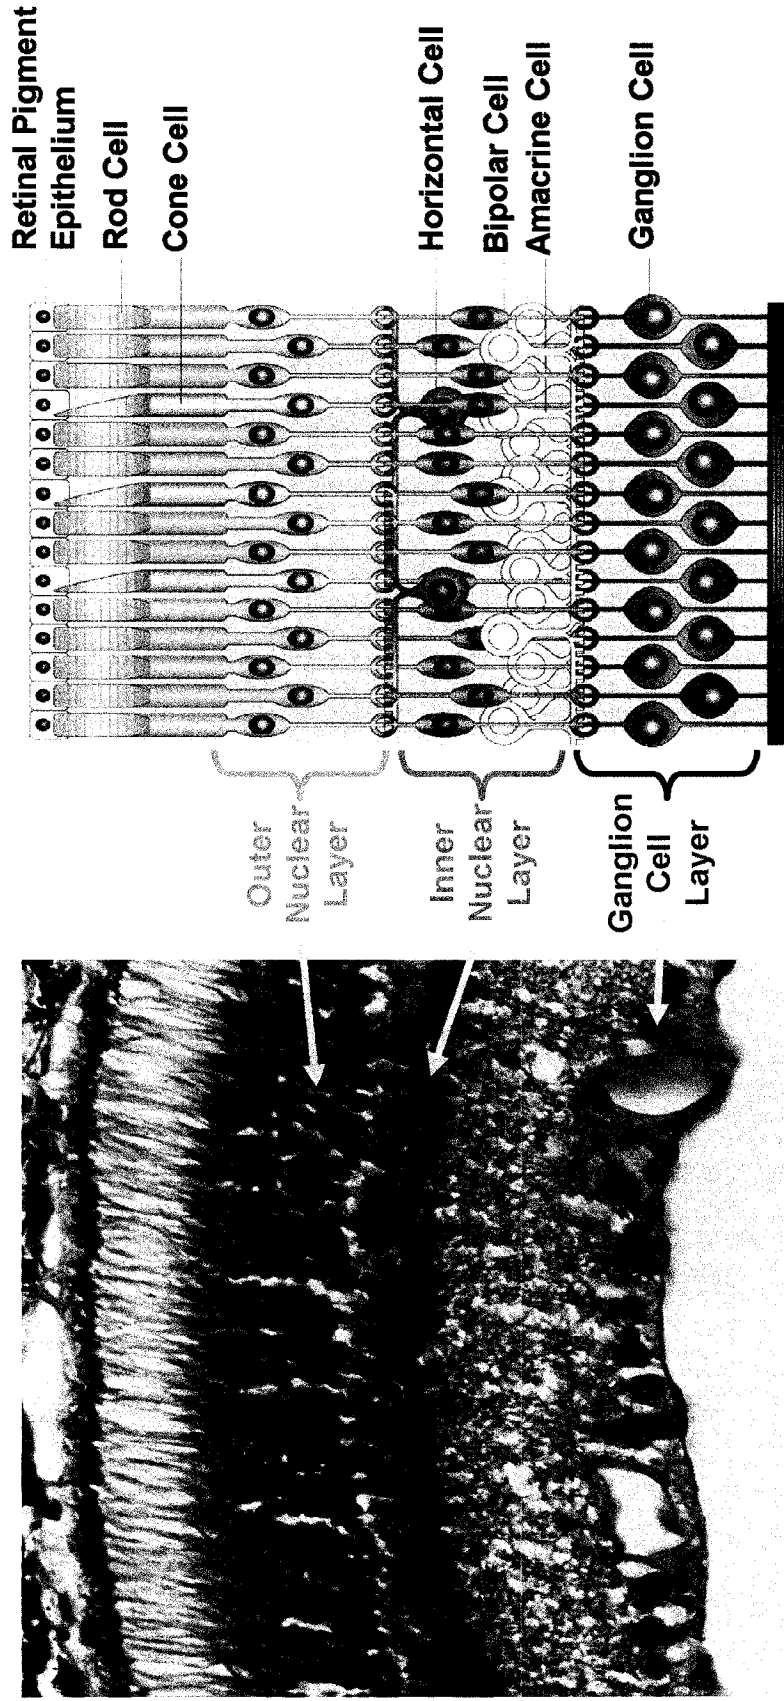 Retinal Pigment
Epithelium
Rod Cell
Cone Cell
Horizontal Cell
Bipolar Cell
Amacrine Cell
Ganglion Cell
Outer
Nuclear
Layer
Inner
Nuclear
Layer
Ganglion
Cell
Layer